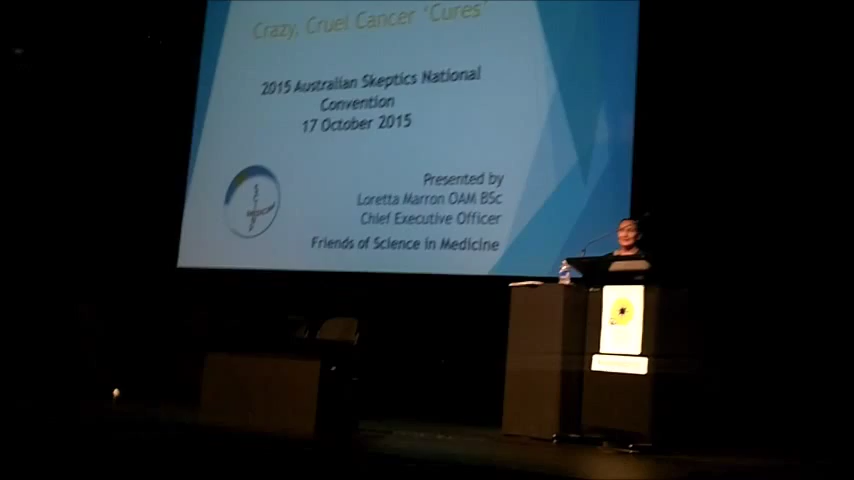 Crazy, Cruel Cancer 'Cures'
2015 Australian Skeptics National
Convention
17 October 2015
Presented by
Loretta Marron OAM BSc
Chief Executive Officer
Friends of Science in Medicine